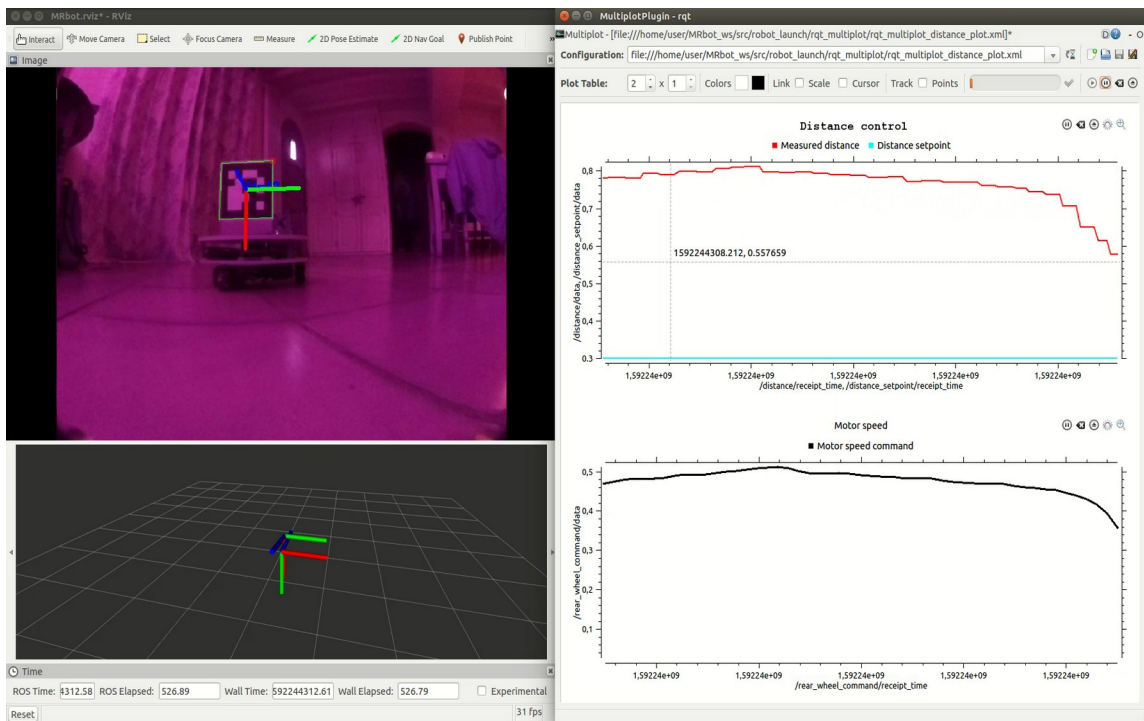 MRbot.rviz* - RViz
Interact Move Camera Select Focus Camera Measure 2D Pose Estimate 2D Nav Goal Publish Point »
Image
Time
ROS Time: 4312.58 ROS Elapsed: 526.89 Wall Time: 592244312.61 Wall Elapsed: 526.79 Experimental
Reset 31 fps
MultiplotPlugin - rqt
Multiplot - [file:///home/user/MRbot_ws/src/robot_launch/rqt_multiplot/rqt_multiplot_distance_plot.xml]* D - O
Configuration: file:///home/user/MRbot_ws/src/robot_launch/rqt_multiplot/rqt_multiplot_distance_plot.xml
Plot Table: 2 x 1 Colors Link Scale Cursor Track Points
Distance control
Measured distance Distance setpoint
0,8
0,7
0,6
0,5
0,4
0,3
/distance/data, /distance_setpoint/data
1592244308.212, 0.557659
1,59224e+09 1,59224e+09 1,59224e+09 1,59224e+09 1,59224e+09
/distance/receipt_time, /distance_setpoint/receipt_time
Motor speed
Motor speed command
0,5
0,4
0,3
0,2
0,1
/rear_wheel_command/data
1,59224e+09 1,59224e+09 1,59224e+09 1,59224e+09 1,59224e+09
/rear_wheel_command/receipt_time